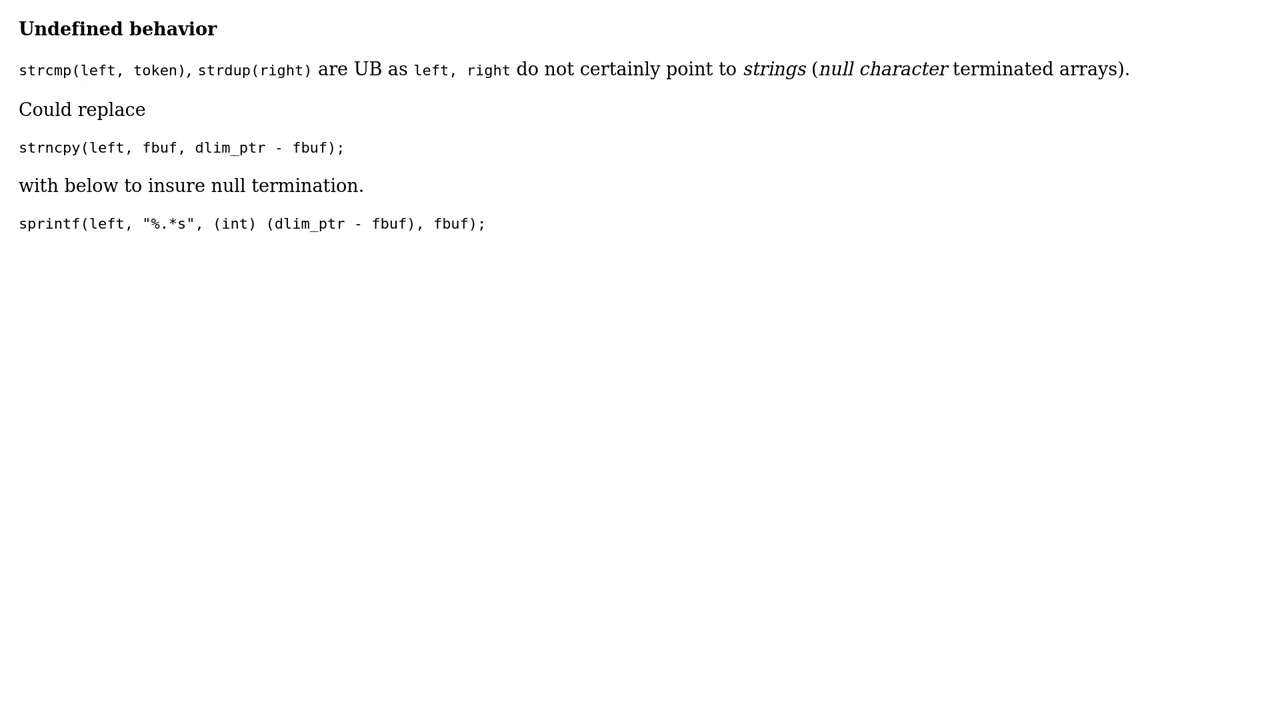 Undefined behavior
strcmp(left, token), strdup(right) are UB as left, right do not certainly point to strings (null character terminated arrays).
Could replace
strncpy(left, fbuf, dlim_ptr - fbuf);
with below to insure null termination.
sprintf(left, "%.*s", (int) (dlim_ptr - fbuf), fbuf);